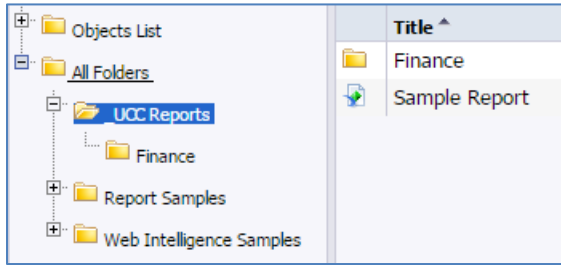 Objects List
All Folders
_UCC Reports
Finance
Report Samples
Web Intelligence Samples
Title
Finance
Sample Report